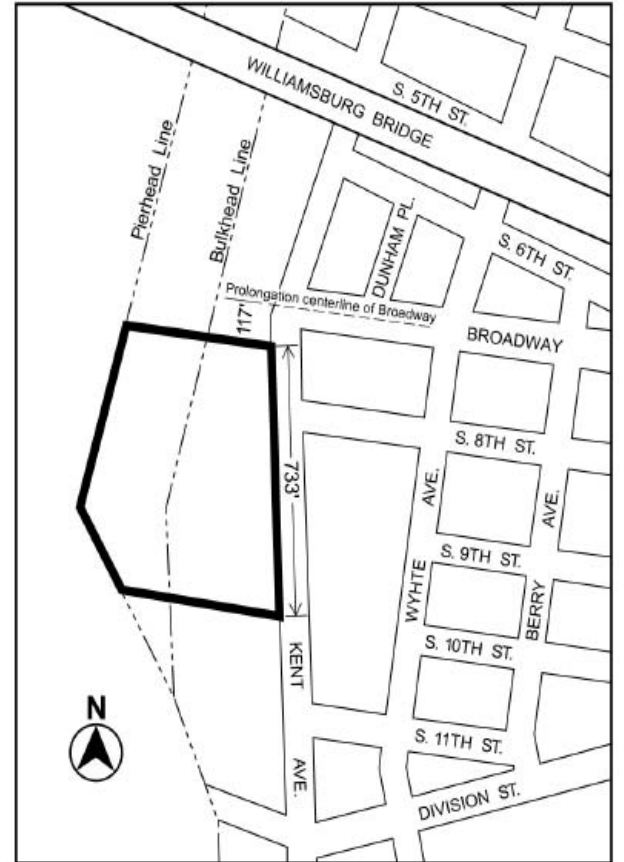 S. 5TH ST.
WILLIAMSBURG BRIDGE
Pierhead Line
Bulkhead Line
DUNHAM PL.
S. 6TH ST.
Prolongation centerline of Broadway
117'
BROADWAY
733'
S. 8TH ST.
AVE.
AVE.
S. 9TH ST.
WYHTE
BERRY
S. 10TH ST.
KENT
N
S. 11TH ST.
AVE.
DIVISION ST.